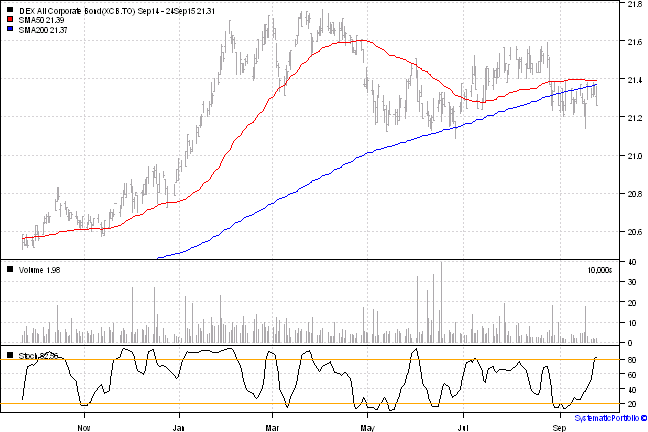 DEX All Corporate Bond(XCB.TO) Sep14 - 24Sep15 21.31
SMA50 21.39
SMA200 21.37
21.8
21.6
21.4
21.2
21.0
20.8
20.6
Volume 1.98
10,000s
40
30
20
10
0
80
60
40
20
Nov
Jan
Mar
May
Jul
Sep
SystematicPortfolio ©